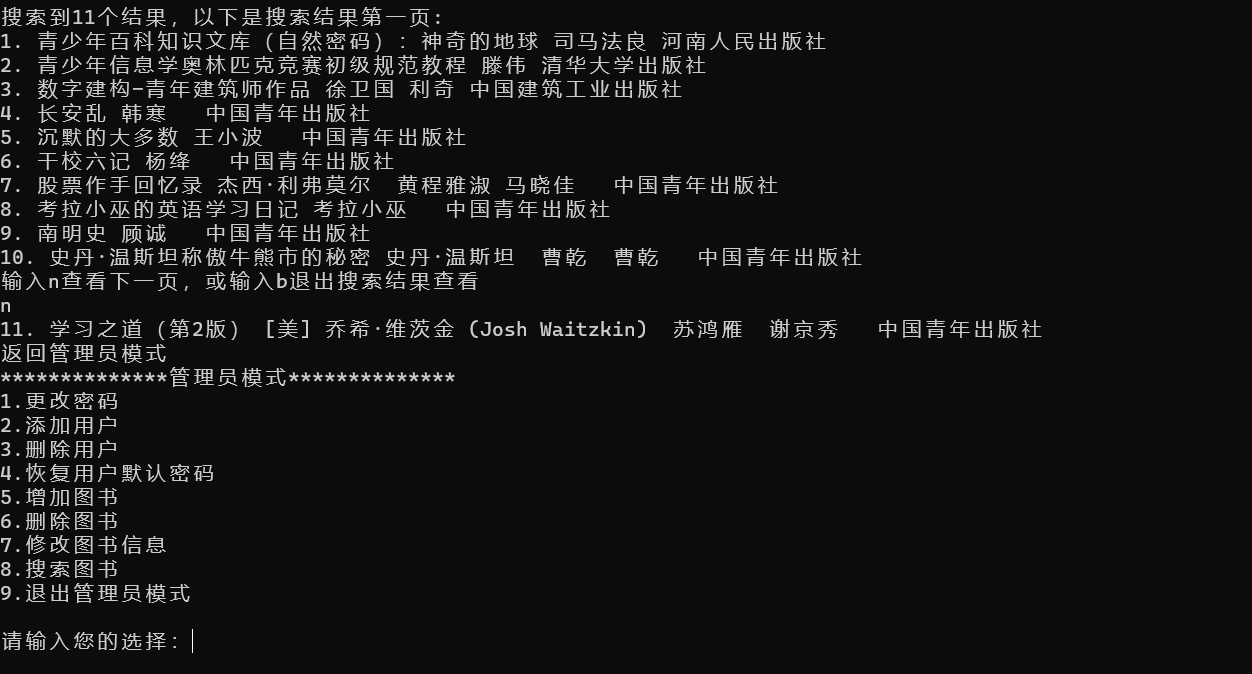 搜索到11个结果，以下是搜索结果第一页：
1. 青少年百科知识文库（自然密码）：神奇的地球 司马法良 河南人民出版社
2. 青少年信息学奥林匹克竞赛初级规范教程 滕伟 清华大学出版社
3. 数字建构-青年建筑师作品 徐卫国 利奇 中国建筑工业出版社
4. 长安乱 韩寒   中国青年出版社
5. 沉默的大多数 王小波   中国青年出版社
6. 干校六记 杨绛   中国青年出版社
7. 股票作手回忆录 杰西·利弗莫尔  黄程雅淑 马晓佳   中国青年出版社
8. 考拉小巫的英语学习日记 考拉小巫   中国青年出版社
9. 南明史 顾诚   中国青年出版社
10. 史丹·温斯坦称傲牛熊市的秘密 史丹·温斯坦  曹乾  曹乾   中国青年出版社
输入n查看下一页，或输入b退出搜索结果查看
n
11. 学习之道（第2版） [美] 乔希·维茨金（Josh Waitzkin)  苏鸿雁  谢京秀   中国青年出版社
返回管理员模式
**************管理员模式**************
1.更改密码
2.添加用户
3.删除用户
4.恢复用户默认密码
5.增加图书
6.删除图书
7.修改图书信息
8.搜索图书
9.退出管理员模式
请输入您的选择：